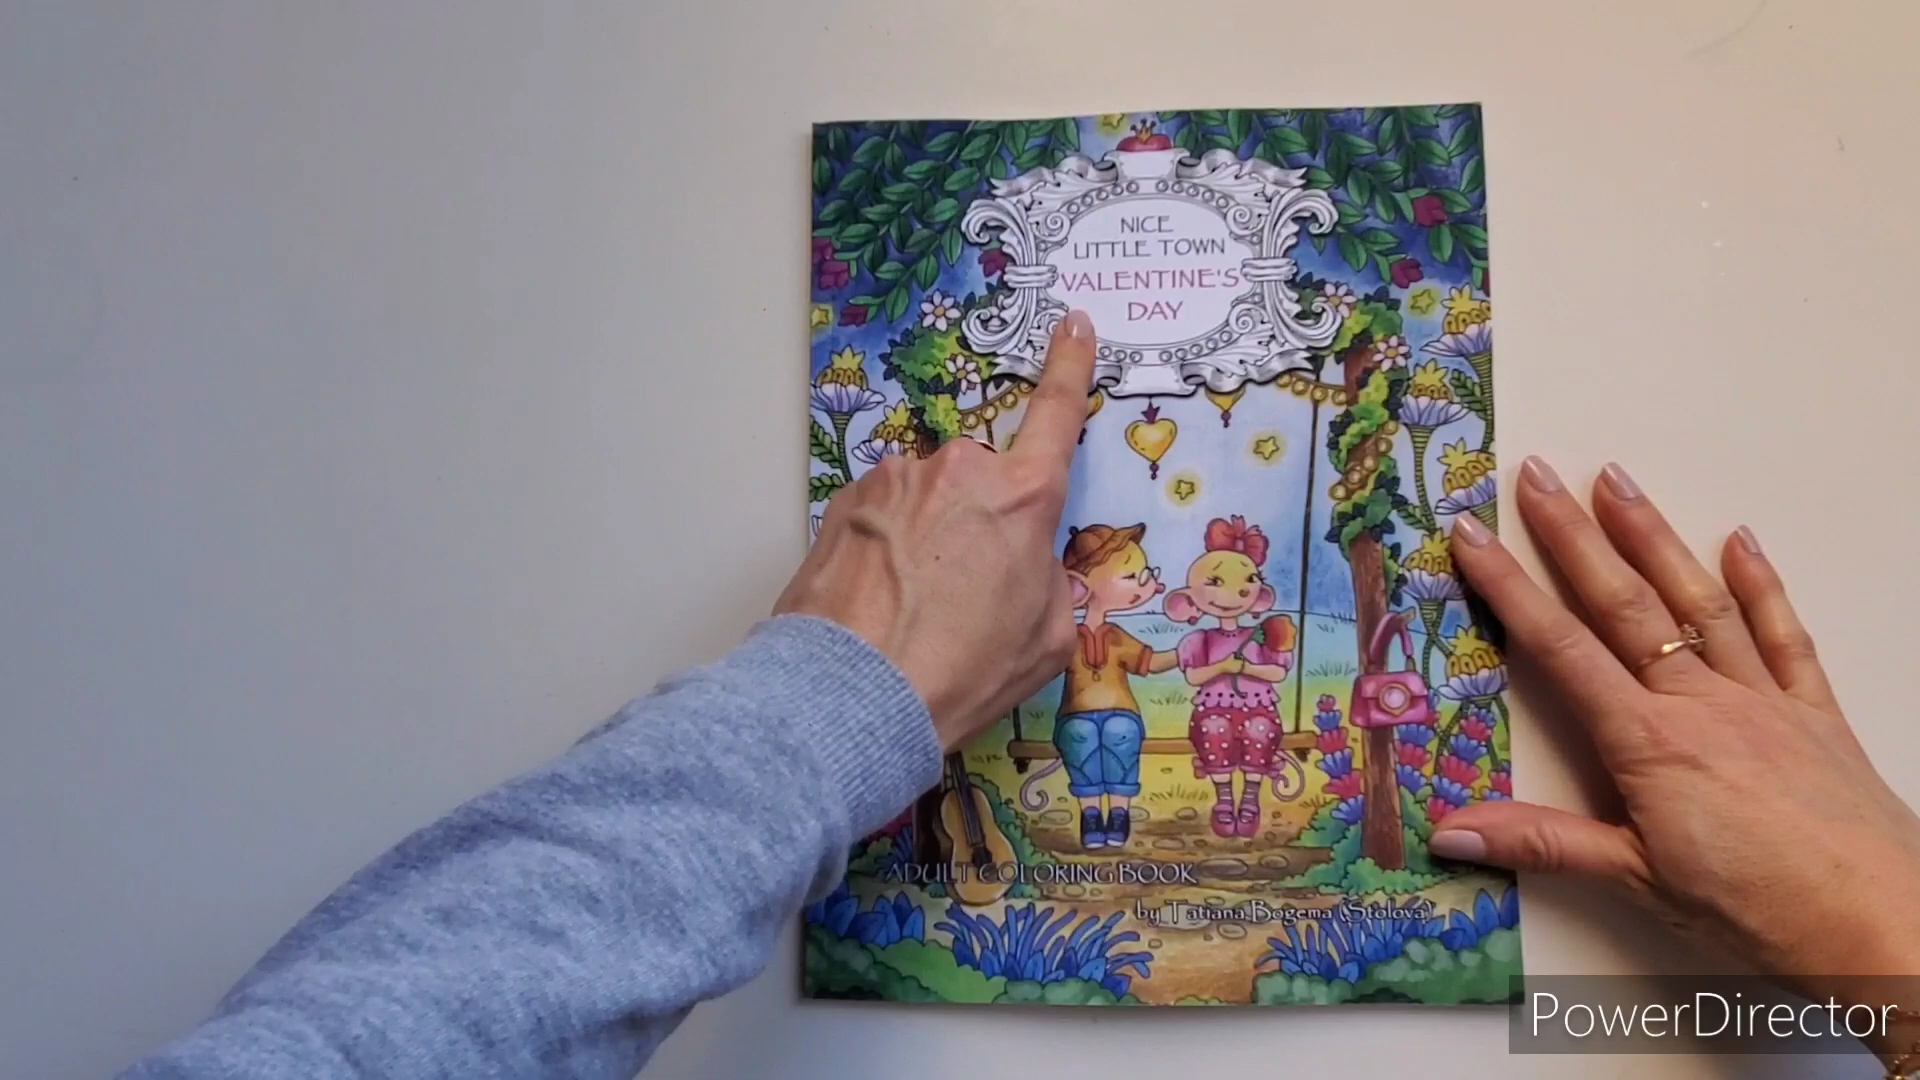 NICE
LITTLE TOWN
VALENTINE'S
DAY
ADULT COLORING BOOK
by Tatiana Bogema (Stolova)
PowerDirector